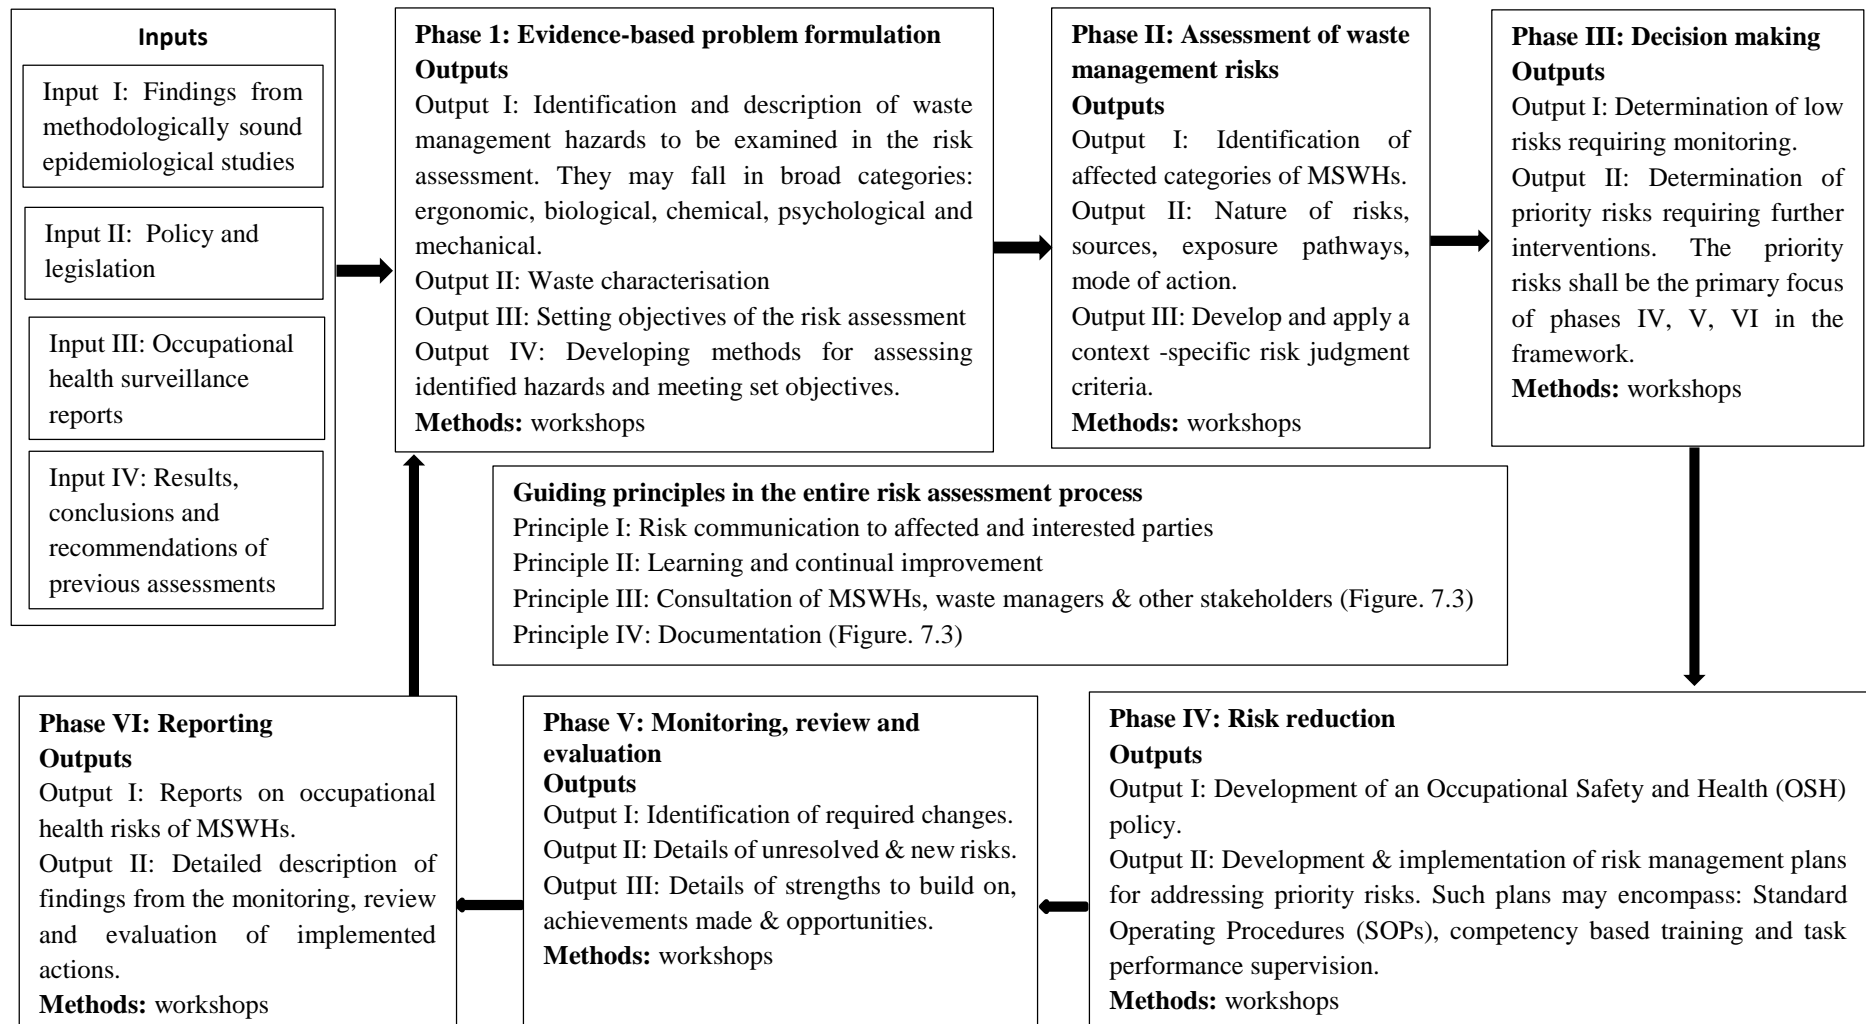 Inputs
Input I: Findings from
methodologically sound
epidemiological studies
Input II:  Policy and
legislation
Input III: Occupational
health surveillance
reports
Input IV: Results,
conclusions and
recommendations of
previous assessments
Phase 1: Evidence-based problem formulation
Outputs
Output I: Identification and description of waste
management hazards to be examined in the risk
assessment. They may fall in broad categories:
ergonomic, biological, chemical, psychological and
mechanical.
Output II: Waste characterisation
Output III: Setting objectives of the risk assessment
Output IV: Developing methods for assessing
identified hazards and meeting set objectives.
Methods: workshops
Phase II: Assessment of waste
management risks
Outputs
Output I: Identification of
affected categories of MSWHs.
Output II: Nature of risks,
sources, exposure pathways,
mode of action.
Output III: Develop and apply a
context -specific risk judgment
criteria.
Methods: workshops
Phase III: Decision making
Outputs
Output I: Determination of low
risks requiring monitoring.
Output II: Determination of
priority risks requiring further
interventions. The priority
risks shall be the primary focus
of phases IV, V, VI in the
framework.
Methods: workshops
Guiding principles in the entire risk assessment process
Principle I: Risk communication to affected and interested parties
Principle II: Learning and continual improvement
Principle III: Consultation of MSWHs, waste managers & other stakeholders (Figure. 7.3)
Principle IV: Documentation (Figure. 7.3)
Phase VI: Reporting
Outputs
Output I: Reports on occupational
health risks of MSWHs.
Output II: Detailed description of
findings from the monitoring, review
and evaluation of implemented
actions.
Methods: workshops
Phase V: Monitoring, review and
evaluation
Outputs
Output I: Identification of required changes.
Output II: Details of unresolved & new risks.
Output III: Details of strengths to build on,
achievements made & opportunities.
Methods: workshops
Phase IV: Risk reduction
Outputs
Output I: Development of an Occupational Safety and Health (OSH)
policy.
Output II: Development & implementation of risk management plans
for addressing priority risks. Such plans may encompass: Standard
Operating Procedures (SOPs), competency based training and task
performance supervision.
Methods: workshops